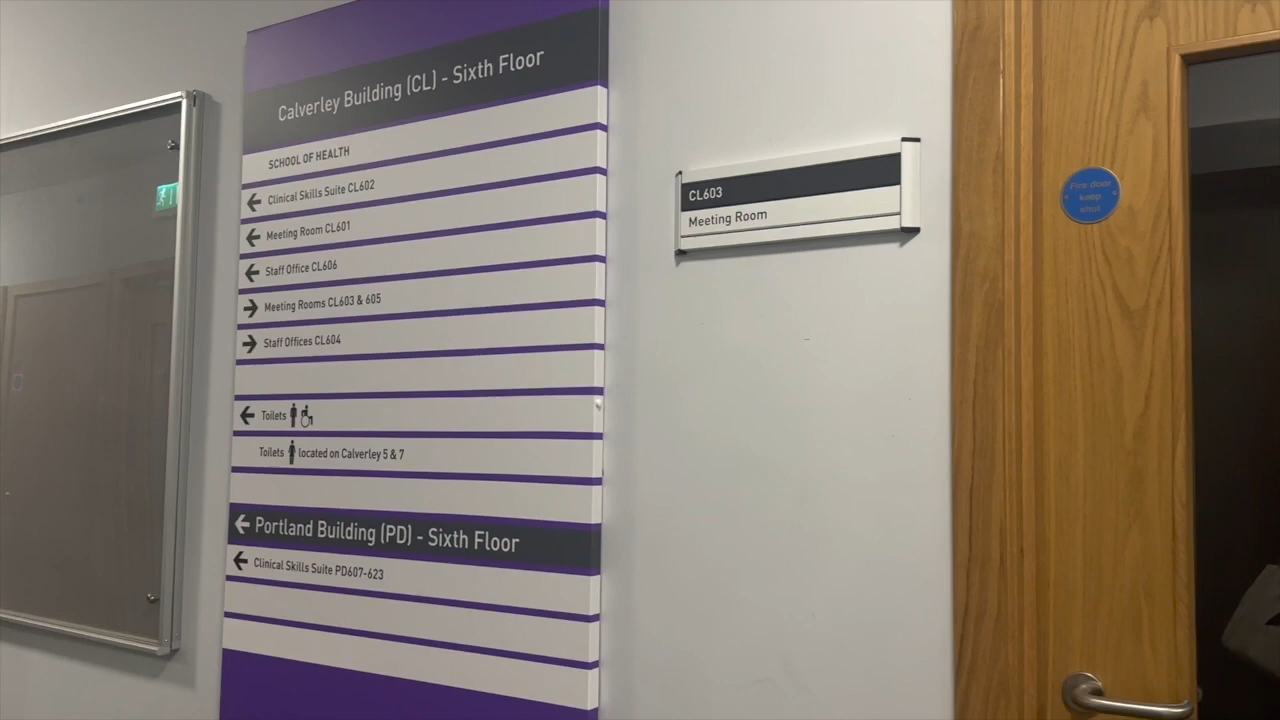 Calverley Building (CL) - Sixth Floor
SCHOOL OF HEALTH
Clinical Skills Suite CL602
Meeting Room CL601
Staff Office CL606
Meeting Rooms CL603 & 605
Staff Offices CL604
Toilets
Toilets located on Calverley 5 & 7
Portland Building (PD) - Sixth Floor
Clinical Skills Suite PD607-623
CL603
Meeting Room
Fire door
keep
shut